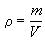 ρ = m/V